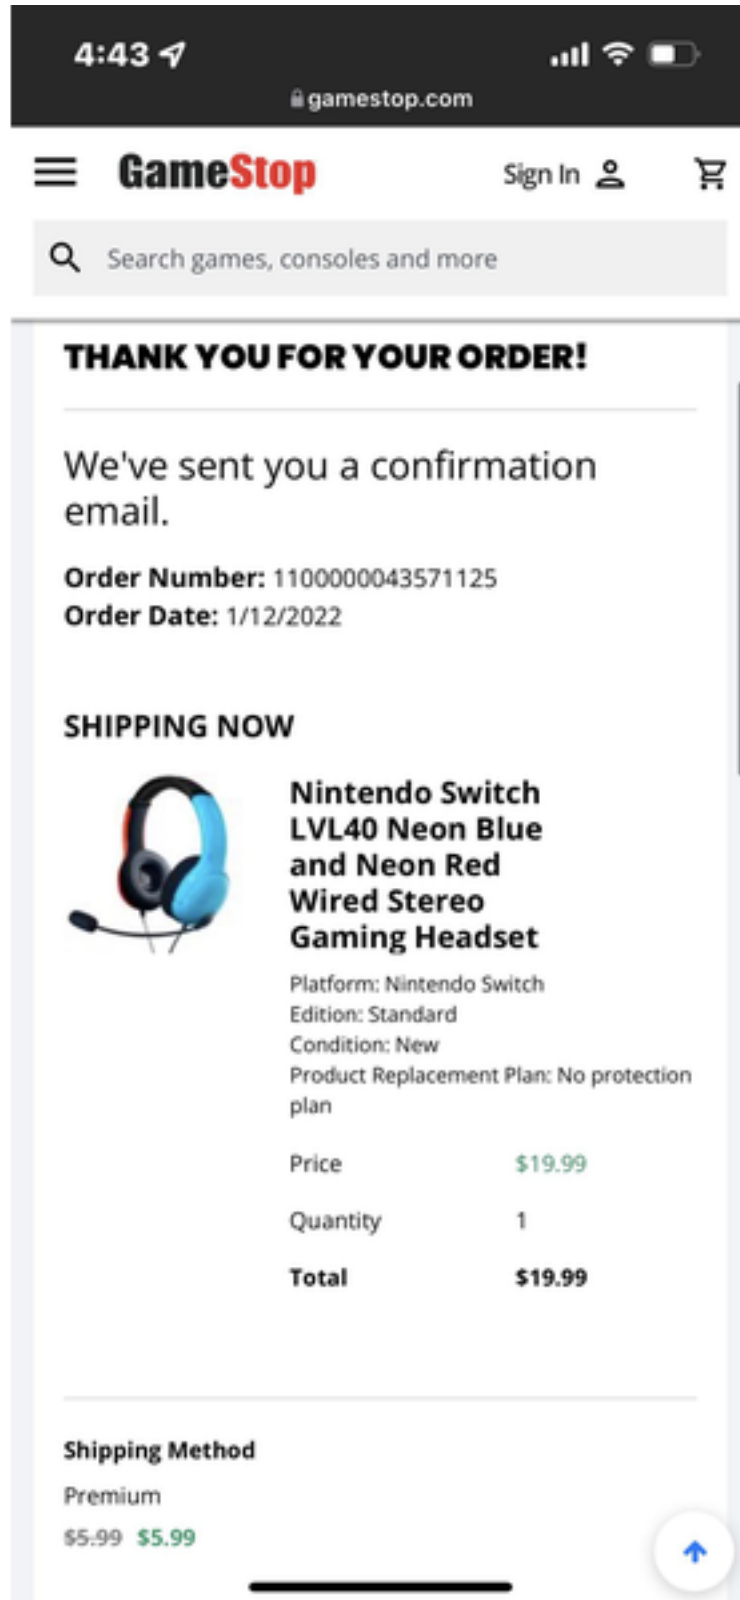 4:43
gamestop.com
GameStop
Sign In
Search games, consoles and more
THANK YOU FOR YOUR ORDER!
We've sent you a confirmation
email.
Order Number: 1100000043571125
Order Date: 1/12/2022
SHIPPING NOW
Nintendo Switch
LVL40 Neon Blue
and Neon Red
Wired Stereo
Gaming Headset
Platform: Nintendo Switch
Edition: Standard
Condition: New
Product Replacement Plan: No protection
plan
Price $19.99
Quantity 1
Total $19.99
Shipping Method
Premium
$5.99 $5.99